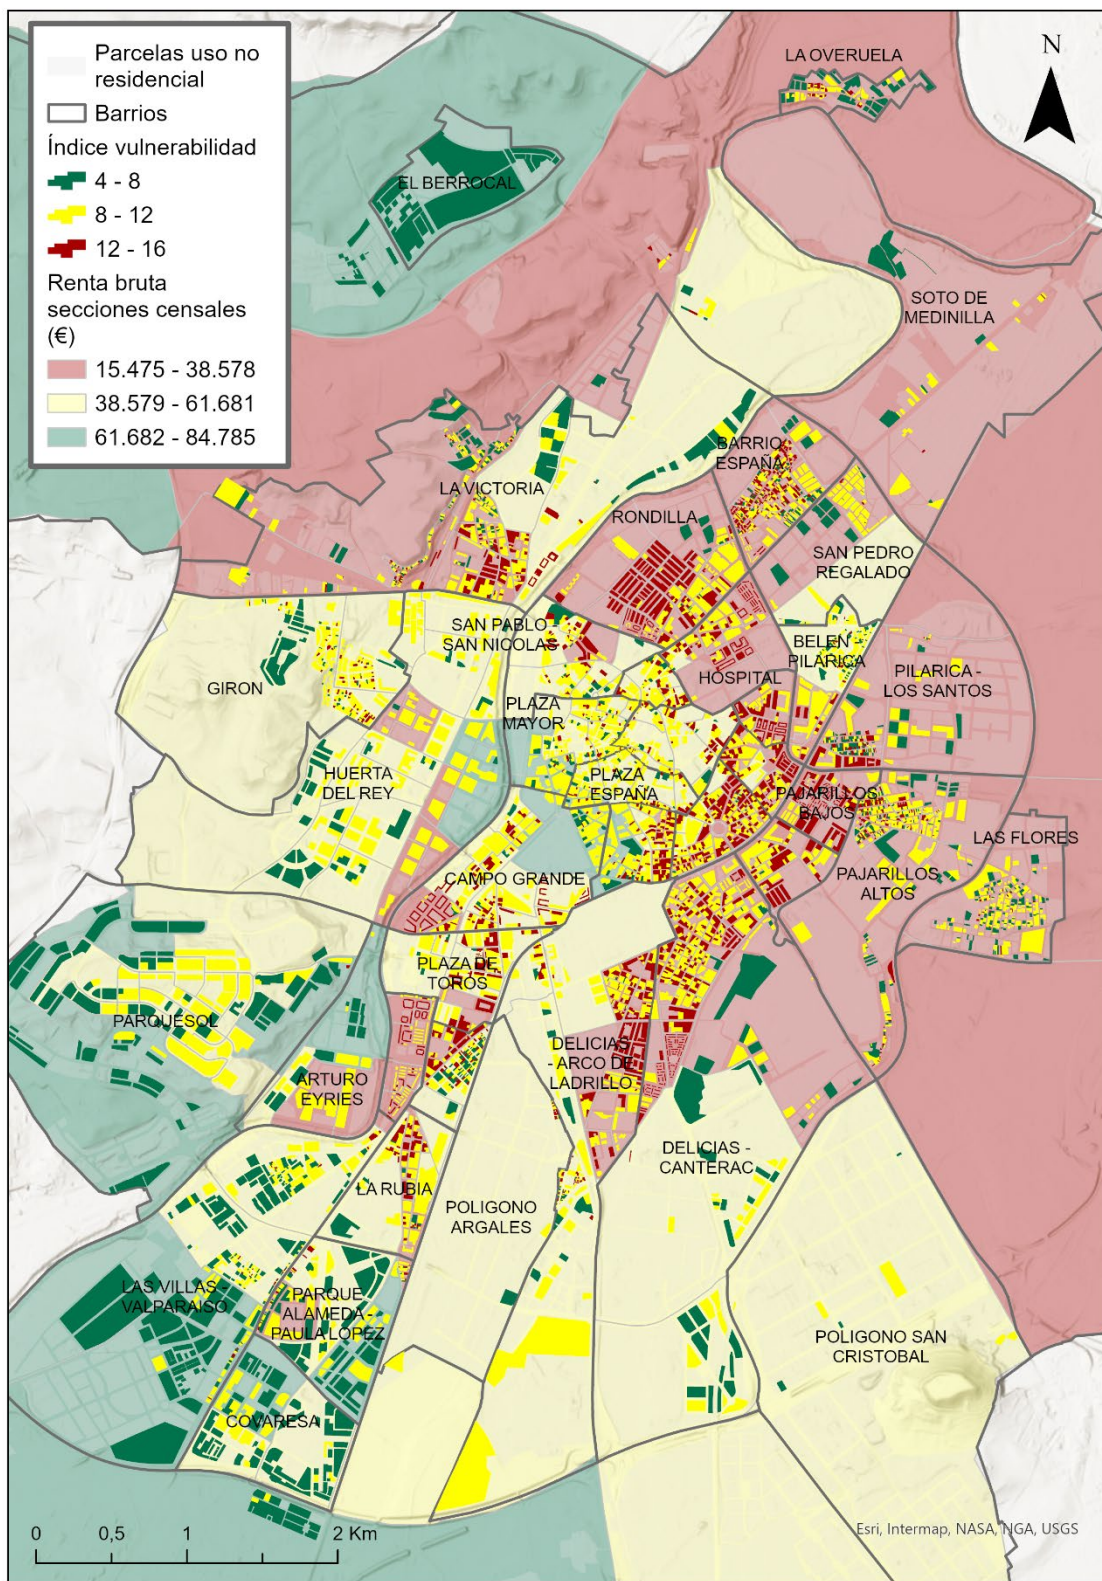 Parcelas uso no
residencial
Barrios
Índice vulnerabilidad
4 - 8
8 - 12
12 - 16
Renta bruta
secciones censales
(€)
15.475 - 38.578
38.579 - 61.681
61.682 - 84.785
N
LA OVERUELA
EL BERROCAL
SOTO DE
MEDINILLA
BARRIO
ESPAÑA
LA VICTORIA
RONDILLA
SAN PEDRO
REGALADO
SAN PABLO -
SAN NICOLAS
BELEN -
PILARICA
HOSPITAL
PILARICA -
LOS SANTOS
GIRON
PLAZA
MAYOR
HUERTA
DEL REY
PLAZA
ESPAÑA
PAJARILLOS
BAJOS
LAS FLORES
CAMPO GRANDE
PAJARILLOS
ALTOS
PLAZA DE
TOROS
PARQUESOL
DELICIAS
- ARCO DE
LADRILLO
ARTURO
EYRIES
DELICIAS -
CANTERAC
LA RUBIA
POLIGONO
ARGALES
LAS VILLAS -
VALPARAISO
PARQUE
ALAMEDA -
PAULA LÓPEZ
POLIGONO SAN
CRISTOBAL
COVARESA
0 0,5 1 2 Km
Esri, Intermap, NASA, NGA, USGS